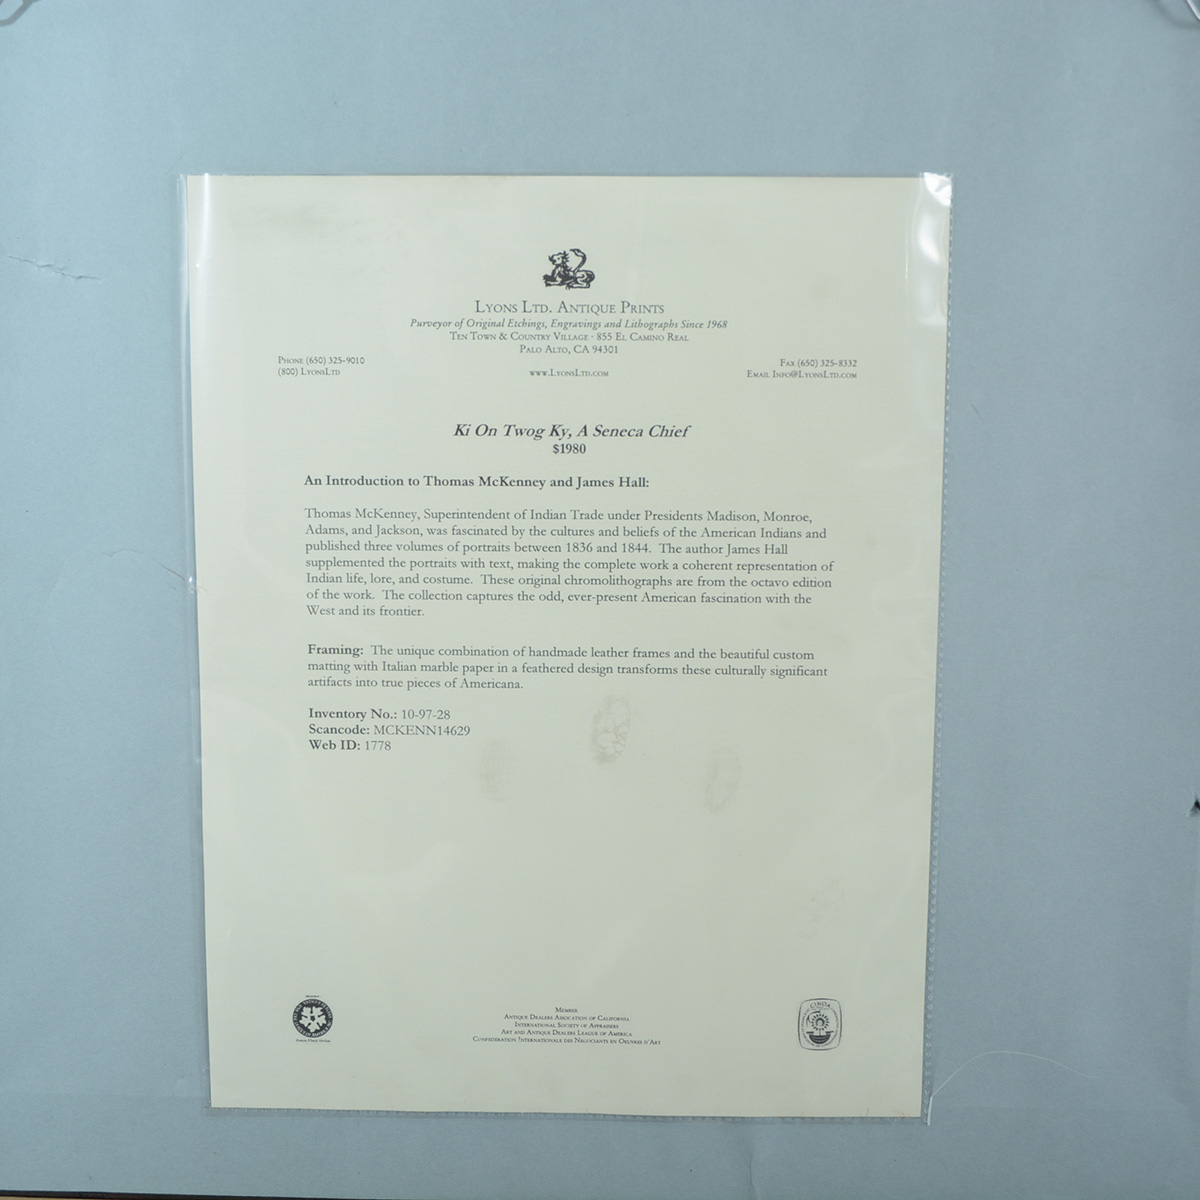 Lyons Ltd. Antique Prints
Purveyor of Original Etchings, Engravings and Lithographs Since 1968
Ten Town & Country Village · 855 El Camino Real
Palo Alto, CA 94301
Phone (650) 325-9010
(800) LyonsLtd
www.LyonsLtd.com
Fax (650) 325-8332
Email Info@LyonsLtd.com
Ki On Twog Ky, A Seneca Chief
$1980
An Introduction to Thomas McKenney and James Hall:
Thomas McKenney, Superintendent of Indian Trade under Presidents Madison, Monroe,
Adams, and Jackson, was fascinated by the cultures and beliefs of the American Indians and
published three volumes of portraits between 1836 and 1844. The author James Hall
supplemented the portraits with text, making the complete work a coherent representation of
Indian life, lore, and costume. These original chromolithographs are from the octavo edition
of the work. The collection captures the odd, ever-present American fascination with the
West and its frontier.
Framing: The unique combination of handmade leather frames and the beautiful custom
matting with Italian marble paper in a feathered design transforms these culturally significant
artifacts into true pieces of Americana.
Inventory No.: 10-97-28
Scancode: MCKENN14629
Web ID: 1778
Member
Antique Dealers Assocation of California
International Society of Appraisers
Art and Antique Dealers League of America
Confederation Internationale des Negociants en Oeuvres d'Art
CINOA